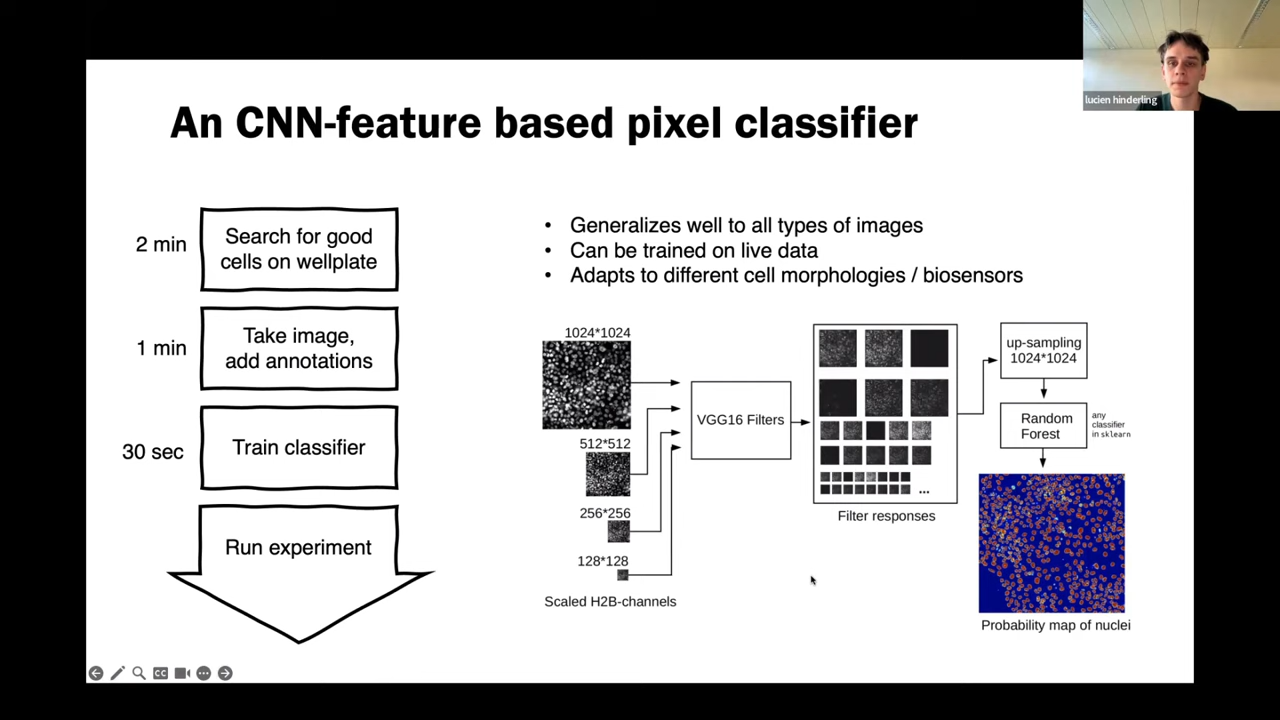 lucien hinderling
An CNN-feature based pixel classifier
2 min
Search for good
cells on wellplate
1 min
Take image,
add annotations
30 sec
Train classifier
Run experiment
• Generalizes well to all types of images
• Can be trained on live data
• Adapts to different cell morphologies / biosensors
1024*1024
512*512
256*256
128*128
Scaled H2B-channels
VGG16 Filters
...
Filter responses
up-sampling
1024*1024
Random
Forest
any
classifier
in sklearn
Probability map of nuclei
CC